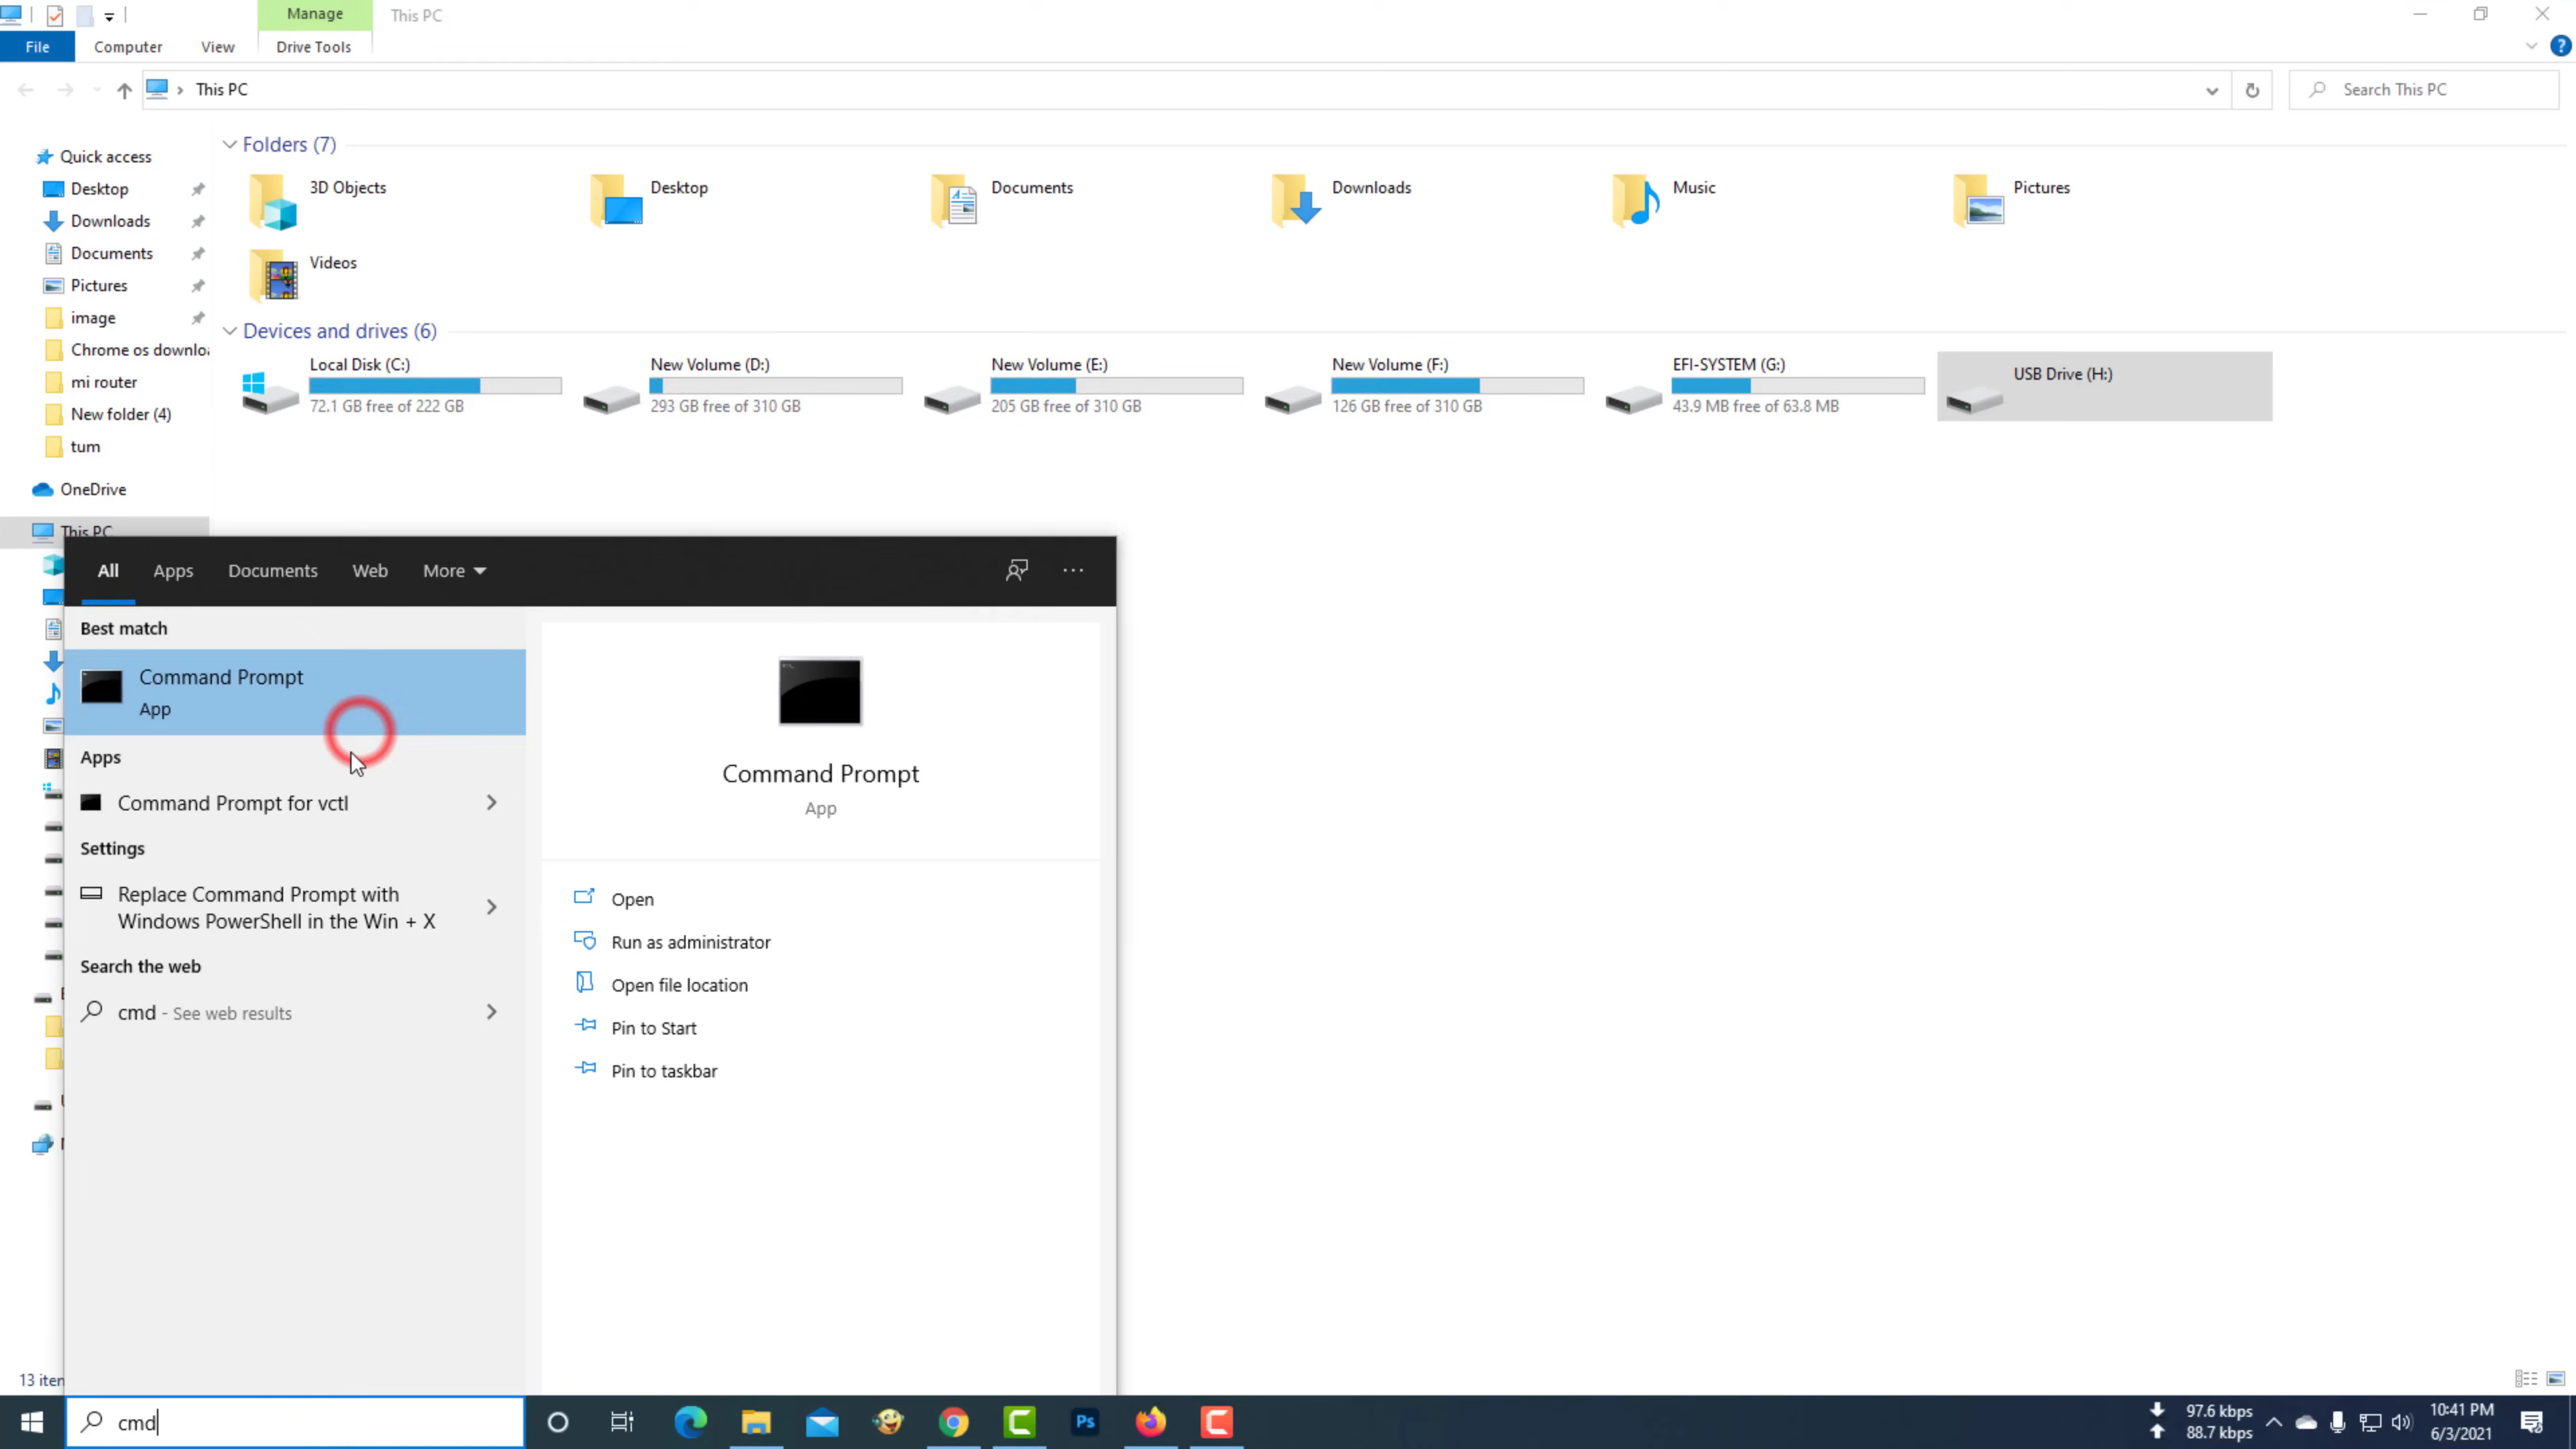 Manage
This PC
File
Computer
View
Drive Tools
This PC
Search This PC
Quick access
Desktop
Downloads
Documents
Pictures
image
Chrome os downloa
mi router
New folder (4)
tum
OneDrive
This PC
Folders (7)
3D Objects
Desktop
Documents
Downloads
Music
Pictures
Videos
Devices and drives (6)
Local Disk (C:)
72.1 GB free of 222 GB
New Volume (D:)
293 GB free of 310 GB
New Volume (E:)
205 GB free of 310 GB
New Volume (F:)
126 GB free of 310 GB
EFI-SYSTEM (G:)
43.9 MB free of 63.8 MB
USB Drive (H:)
All
Apps
Documents
Web
More
Best match
Command Prompt
App
Apps
Command Prompt for vctl
Settings
Replace Command Prompt with
Windows PowerShell in the Win + X
Search the web
cmd - See web results
Command Prompt
App
Open
Run as administrator
Open file location
Pin to Start
Pin to taskbar
13 iten
cmd
Ps
97.6 kbps
88.7 kbps
10:41 PM
6/3/2021